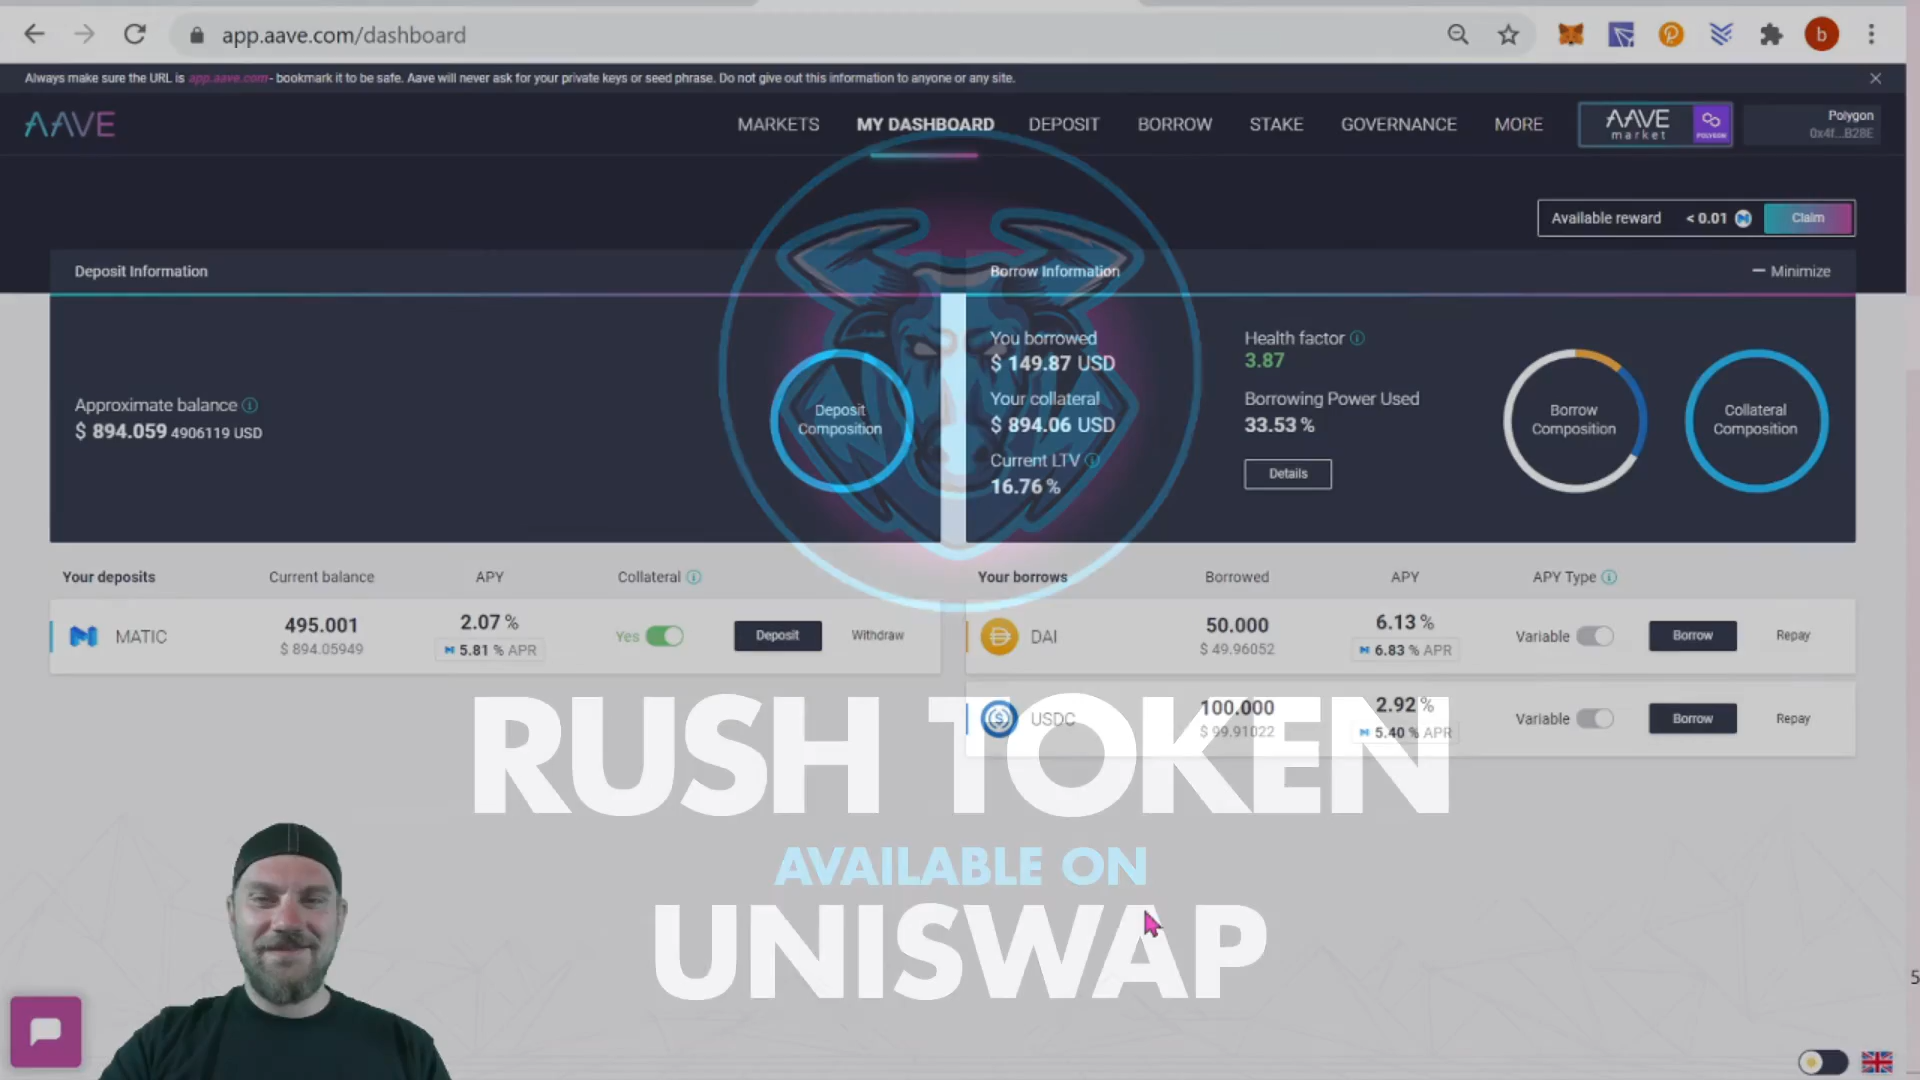 app.aave.com/dashboard
b
Always make sure the URL is app.aave.com - bookmark it to be safe. Aave will never ask for your private keys or seed phrase. Do not give out this information to anyone or any site.
AAVE
MARKETS MY DASHBOARD DEPOSIT BORROW STAKE GOVERNANCE MORE
AAVE market POLYGON
Polygon
0x4f...B28E
Available reward < 0.01 Claim
Deposit Information
Borrow Information
Minimize
Approximate balance
$ 894.059 4906119 USD
Deposit Composition
You borrowed
$ 149.87 USD
Your collateral
$ 894.06 USD
Current LTV
16.76 %
Health factor
3.87
Borrowing Power Used
33.53 %
Details
Borrow Composition
Collateral Composition
Your deposits Current balance APY Collateral
MATIC 495.001 2.07 % Yes Deposit Withdraw
$ 894.05949 5.81 % APR
Your borrows Borrowed APY APY Type
DAI 50.000 6.13 % Variable Borrow Repay
$ 49.96052 6.83 % APR
USDC 100.000 2.92 % Variable Borrow Repay
$ 99.91022 5.40 % APR
RUSH TOKEN
AVAILABLE ON
UNISWAP
5